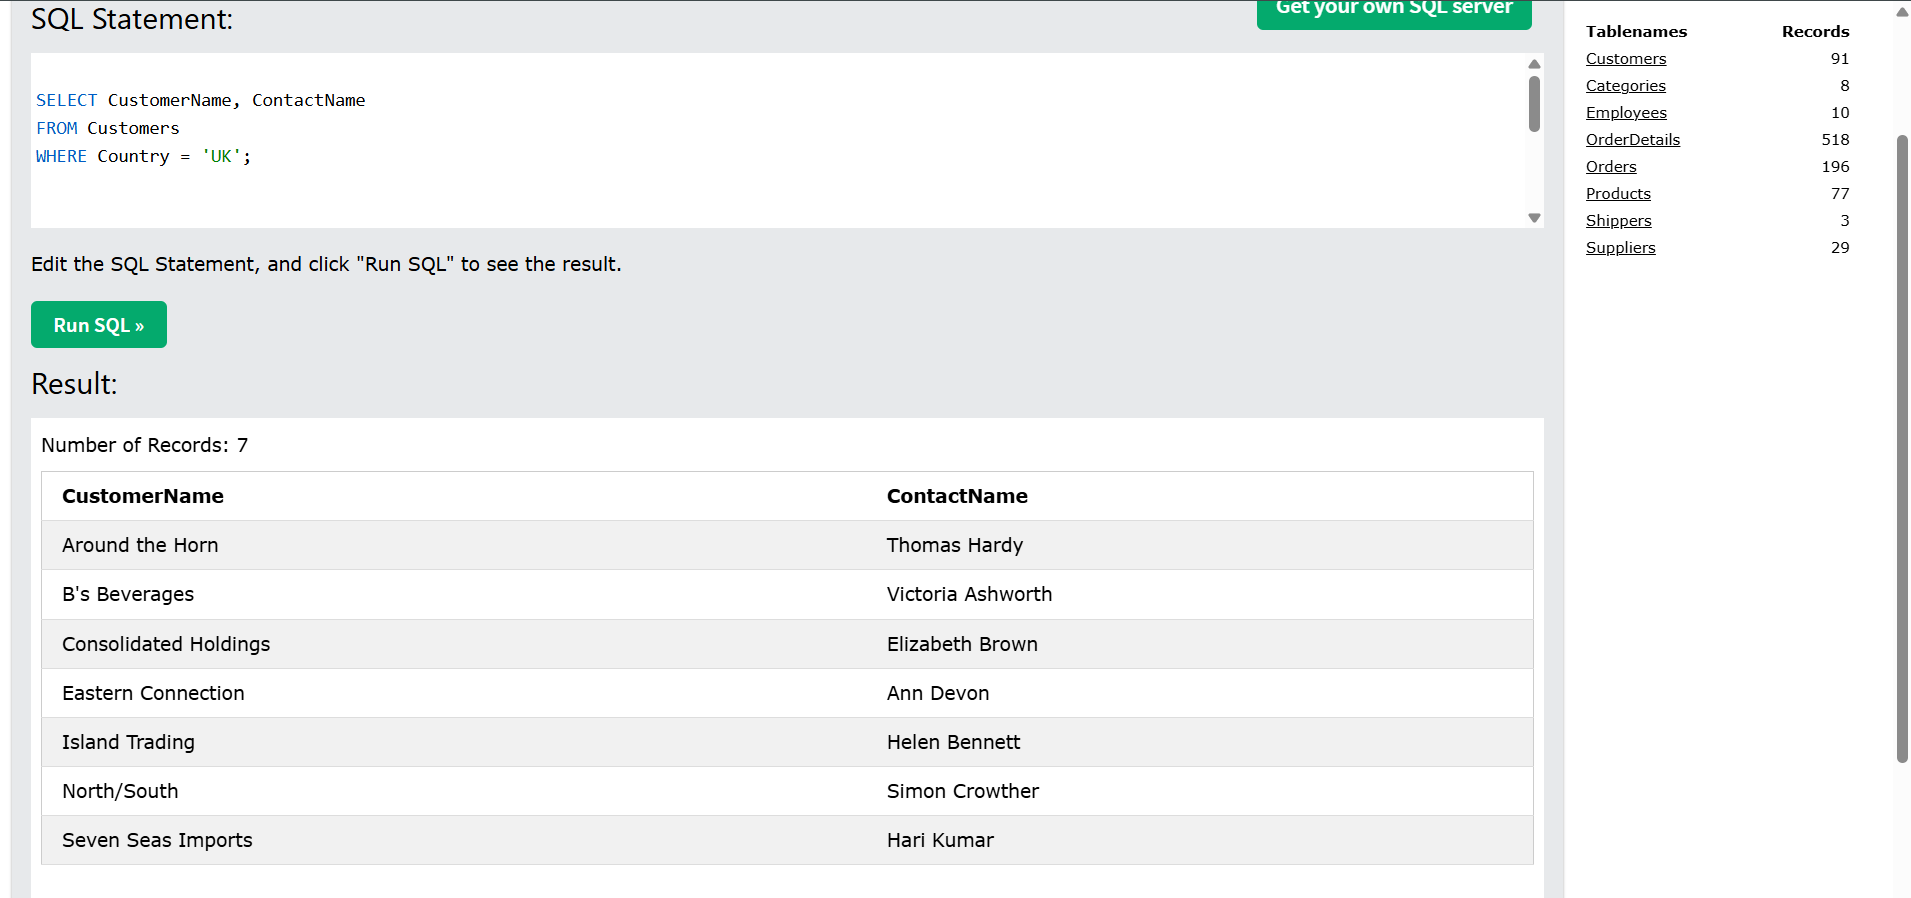 SQL Statement:
Get your own SQL server
SELECT CustomerName, ContactName
FROM Customers
WHERE Country = 'UK';
Edit the SQL Statement, and click "Run SQL" to see the result.
Run SQL »
Result:
Number of Records: 7
CustomerName ContactName
Around the Horn Thomas Hardy
B's Beverages Victoria Ashworth
Consolidated Holdings Elizabeth Brown
Eastern Connection Ann Devon
Island Trading Helen Bennett
North/South Simon Crowther
Seven Seas Imports Hari Kumar
Tablenames Records
Customers 91
Categories 8
Employees 10
OrderDetails 518
Orders 196
Products 77
Shippers 3
Suppliers 29